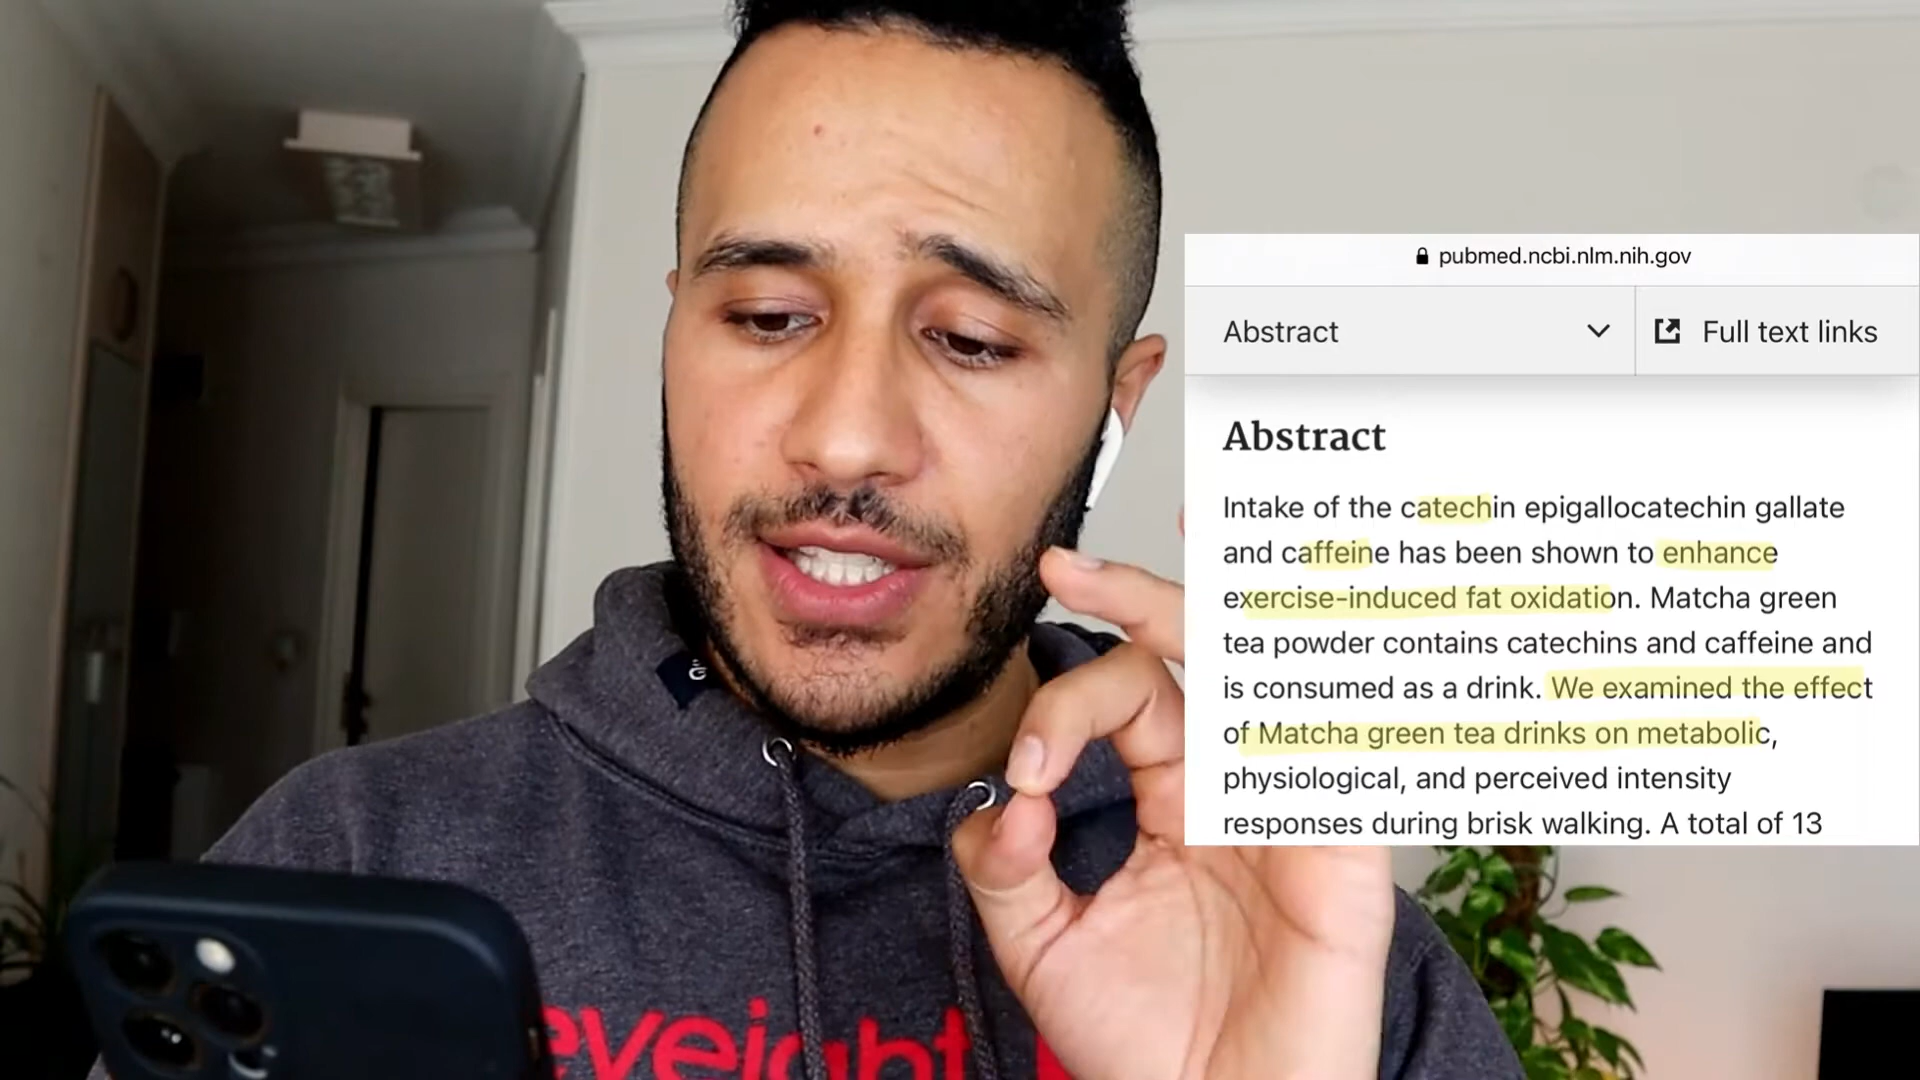 pubmed.ncbi.nlm.nih.gov
Abstract
Full text links
Abstract
Intake of the catechin epigallocatechin gallate
and caffeine has been shown to enhance
exercise-induced fat oxidation. Matcha green
tea powder contains catechins and caffeine and
is consumed as a drink. We examined the effect
of Matcha green tea drinks on metabolic,
physiological, and perceived intensity
responses during brisk walking. A total of 13
eyeight